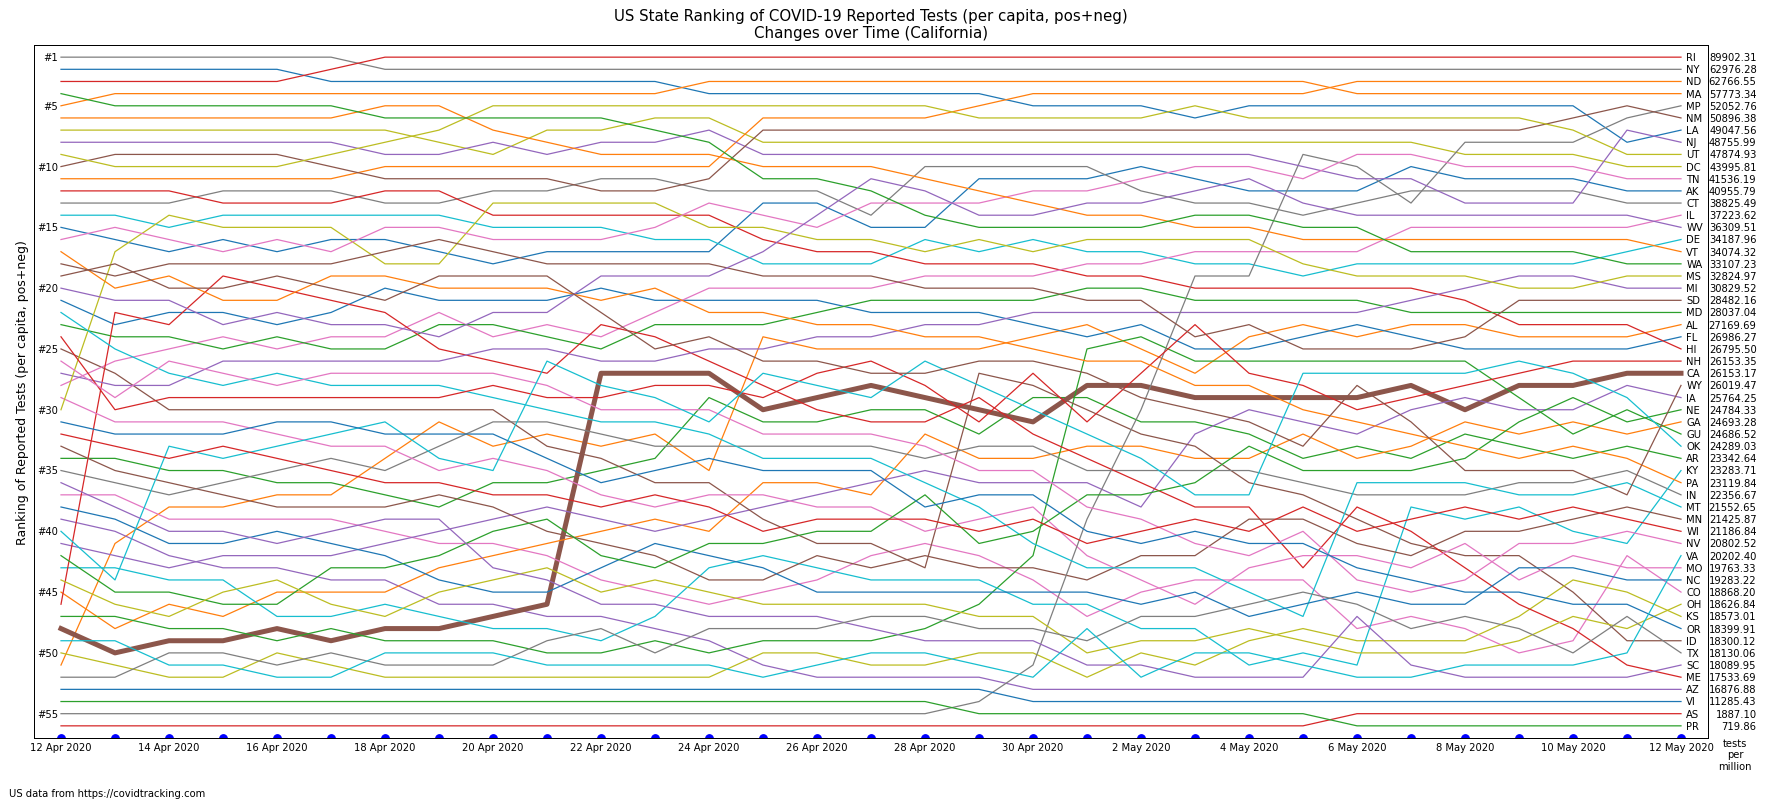 US State Ranking of COVID-19 Reported Tests (per capita, pos+neg)
Changes over Time (California)
Ranking of Reported Tests (per capita, pos+neg)
#1
#5
#10
#15
#20
#25
#30
#35
#40
#45
#50
#55
RI 89902.31
NY 62976.28
ND 62766.55
MA 57773.34
MP 52052.76
NM 50896.38
LA 49047.56
NJ 48755.99
UT 47874.93
DC 43995.81
TN 41536.19
AK 40955.79
CT 38825.49
IL 37223.62
WV 36309.51
DE 34187.96
VT 34074.32
WA 33107.23
MS 32824.97
MI 30829.52
SD 28482.16
MD 28037.04
AL 27169.69
FL 26986.27
HI 26795.50
NH 26153.35
CA 26153.17
WY 26019.47
IA 25764.25
NE 24784.33
GA 24693.28
GU 24686.52
OK 24289.03
AR 23342.64
KY 23283.71
PA 23119.84
IN 22356.67
MT 21552.65
MN 21425.87
WI 21186.84
NV 20802.52
VA 20202.40
MO 19763.33
NC 19283.22
CO 18868.20
OH 18626.84
KS 18573.01
OR 18399.91
ID 18300.12
TX 18130.06
SC 18089.95
ME 17533.69
AZ 16876.88
VI 11285.43
AS 1887.10
PR 719.86
12 Apr 2020 14 Apr 2020 16 Apr 2020 18 Apr 2020 20 Apr 2020 22 Apr 2020 24 Apr 2020 26 Apr 2020 28 Apr 2020 30 Apr 2020 2 May 2020 4 May 2020 6 May 2020 8 May 2020 10 May 2020 12 May 2020
tests
per
million
US data from https://covidtracking.com